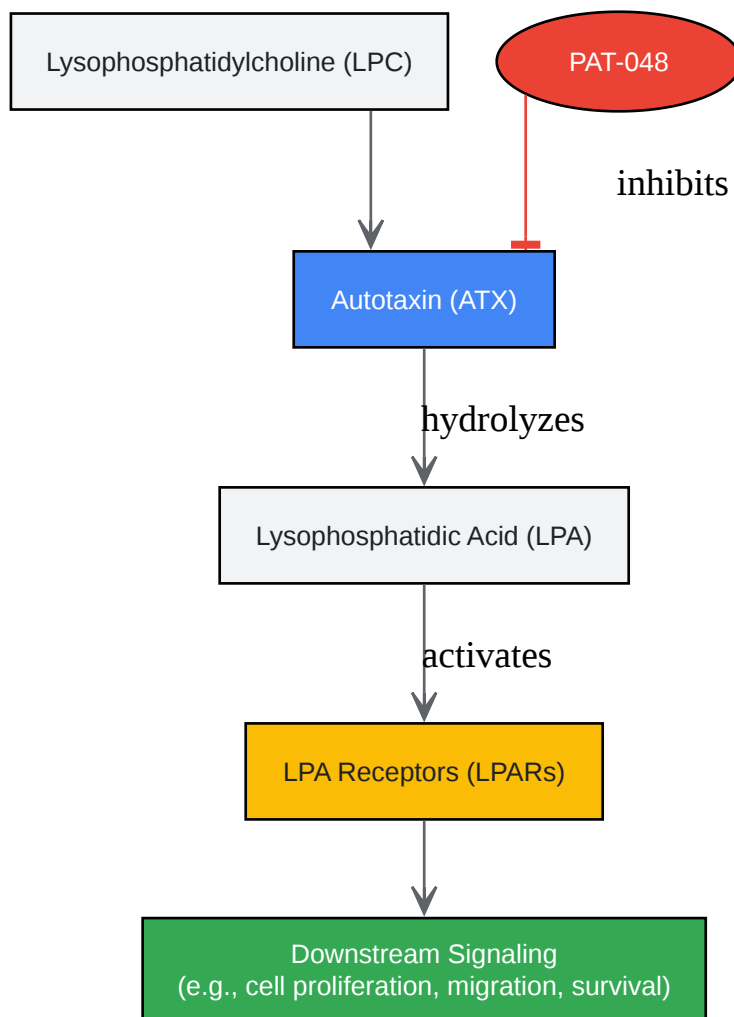 Lysophosphatidylcholine (LPC)
PAT-048
inhibits
Autotaxin (ATX)
hydrolyzes
Lysophosphatidic Acid (LPA)
activates
LPA Receptors (LPARs)
Downstream Signaling
(e.g., cell proliferation, migration, survival)